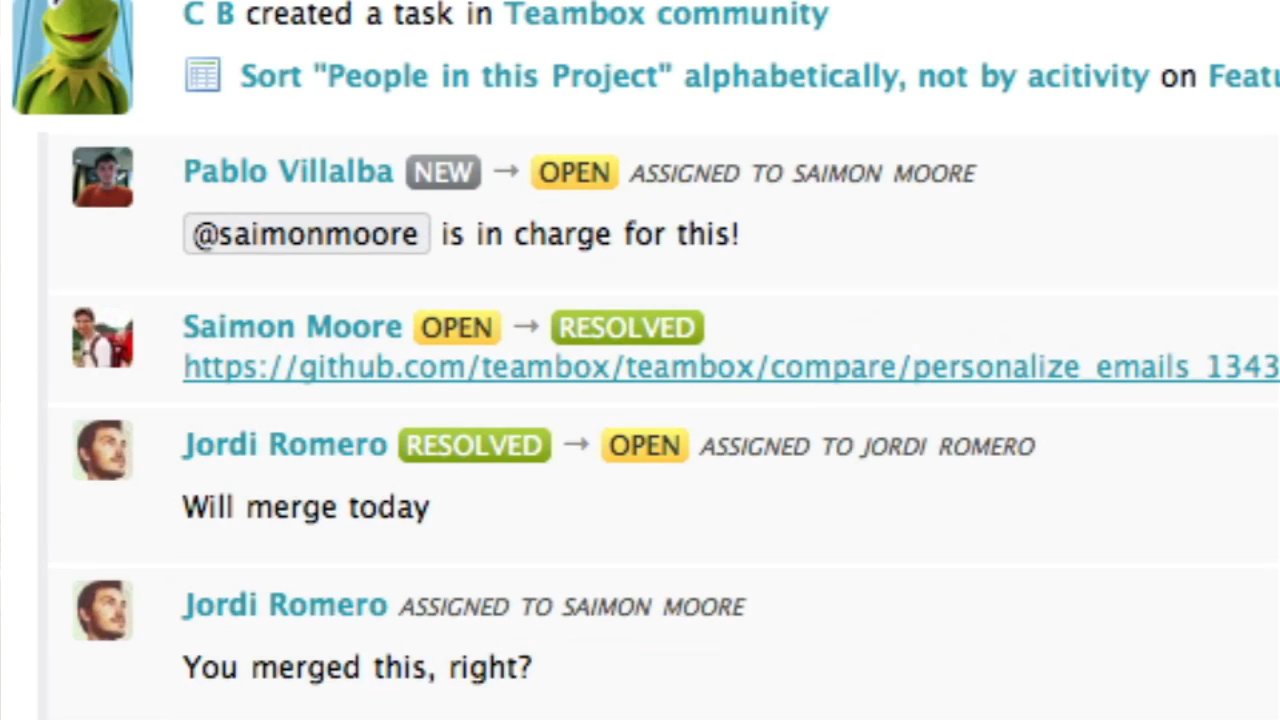 C B created a task in Teambox community
Sort "People in this Project" alphabetically, not by acitivity on Featu
Pablo Villalba NEW → OPEN ASSIGNED TO SAIMON MOORE
@saimonmoore is in charge for this!
Saimon Moore OPEN → RESOLVED
https://github.com/teambox/teambox/compare/personalize_emails_1343
Jordi Romero RESOLVED → OPEN ASSIGNED TO JORDI ROMERO
Will merge today
Jordi Romero ASSIGNED TO SAIMON MOORE
You merged this, right?